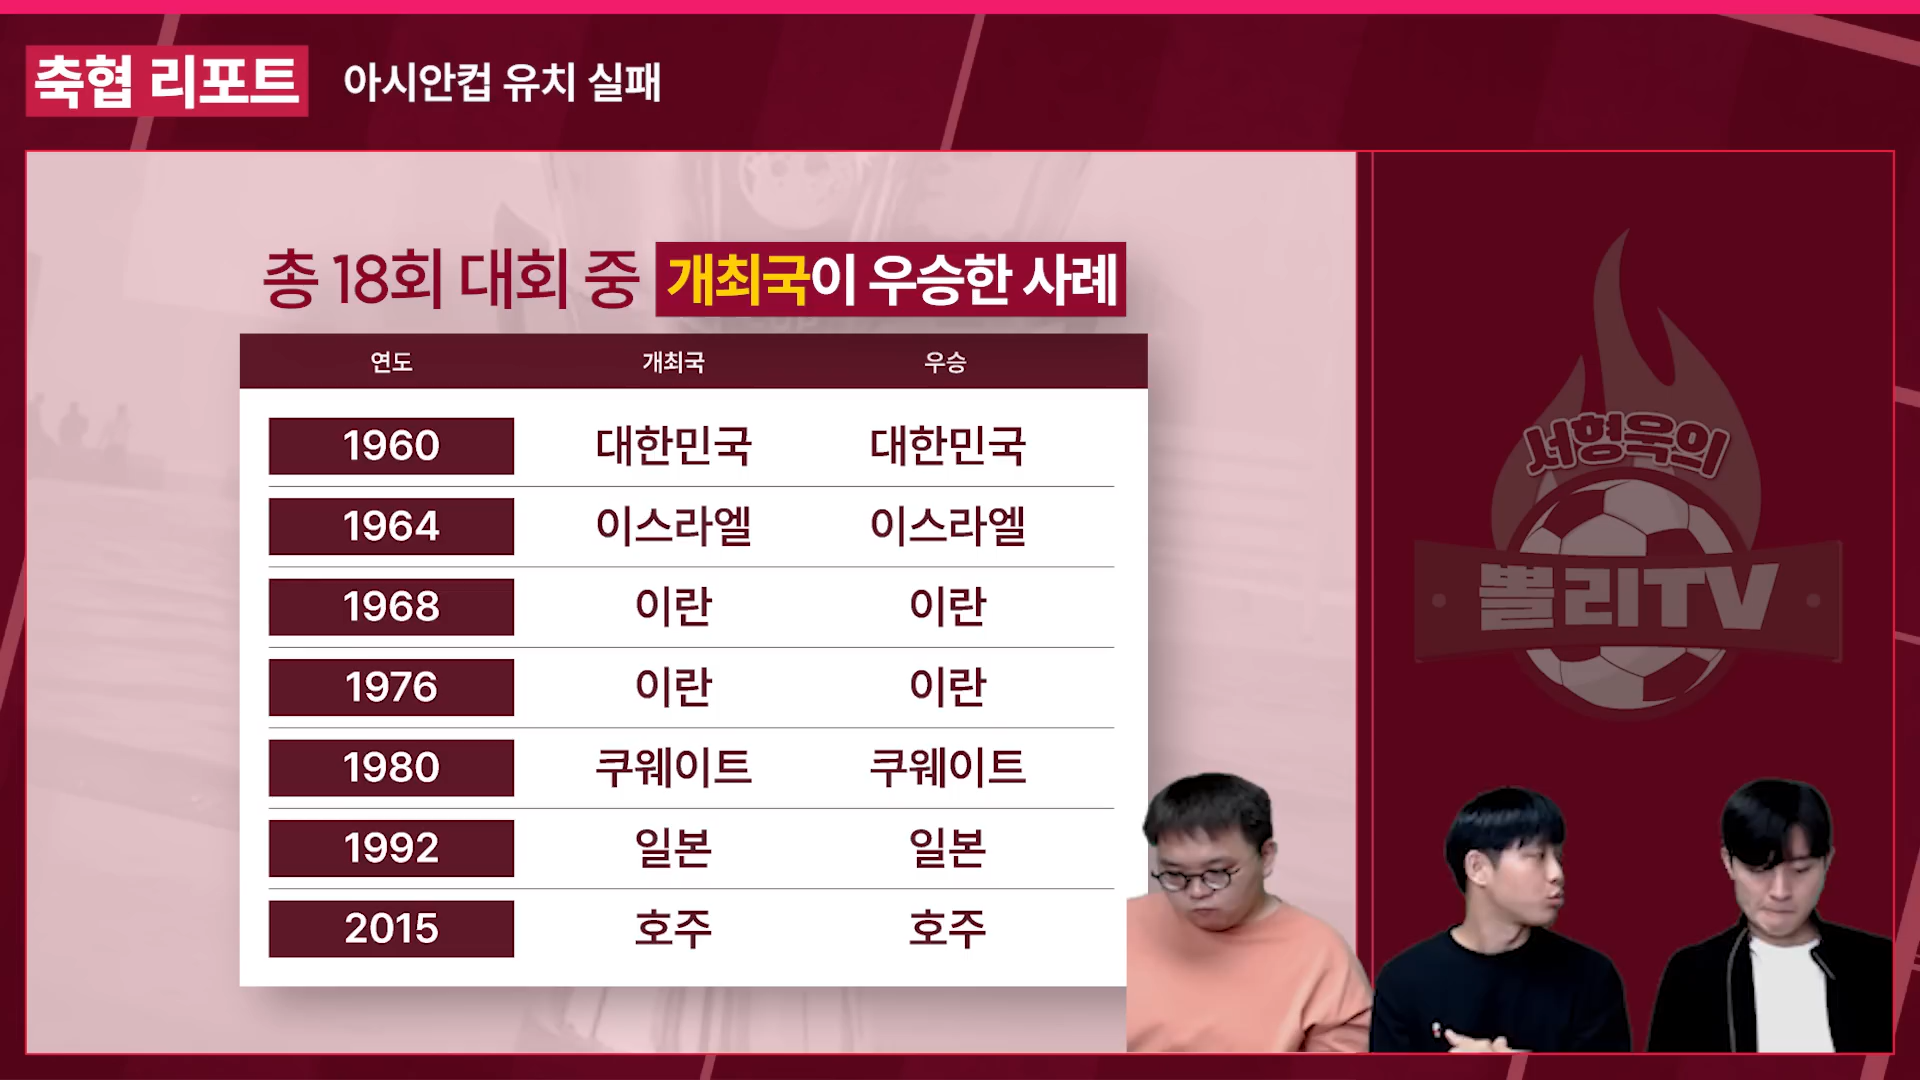 축협 리포트 아시안컵 유치 실패
총 18회 대회 중 개최국이 우승한 사례
연도 개최국 우승
1960 대한민국 대한민국
1964 이스라엘 이스라엘
1968 이란 이란
1976 이란 이란
1980 쿠웨이트 쿠웨이트
1992 일본 일본
2015 호주 호주
서형욱의
뽈리TV